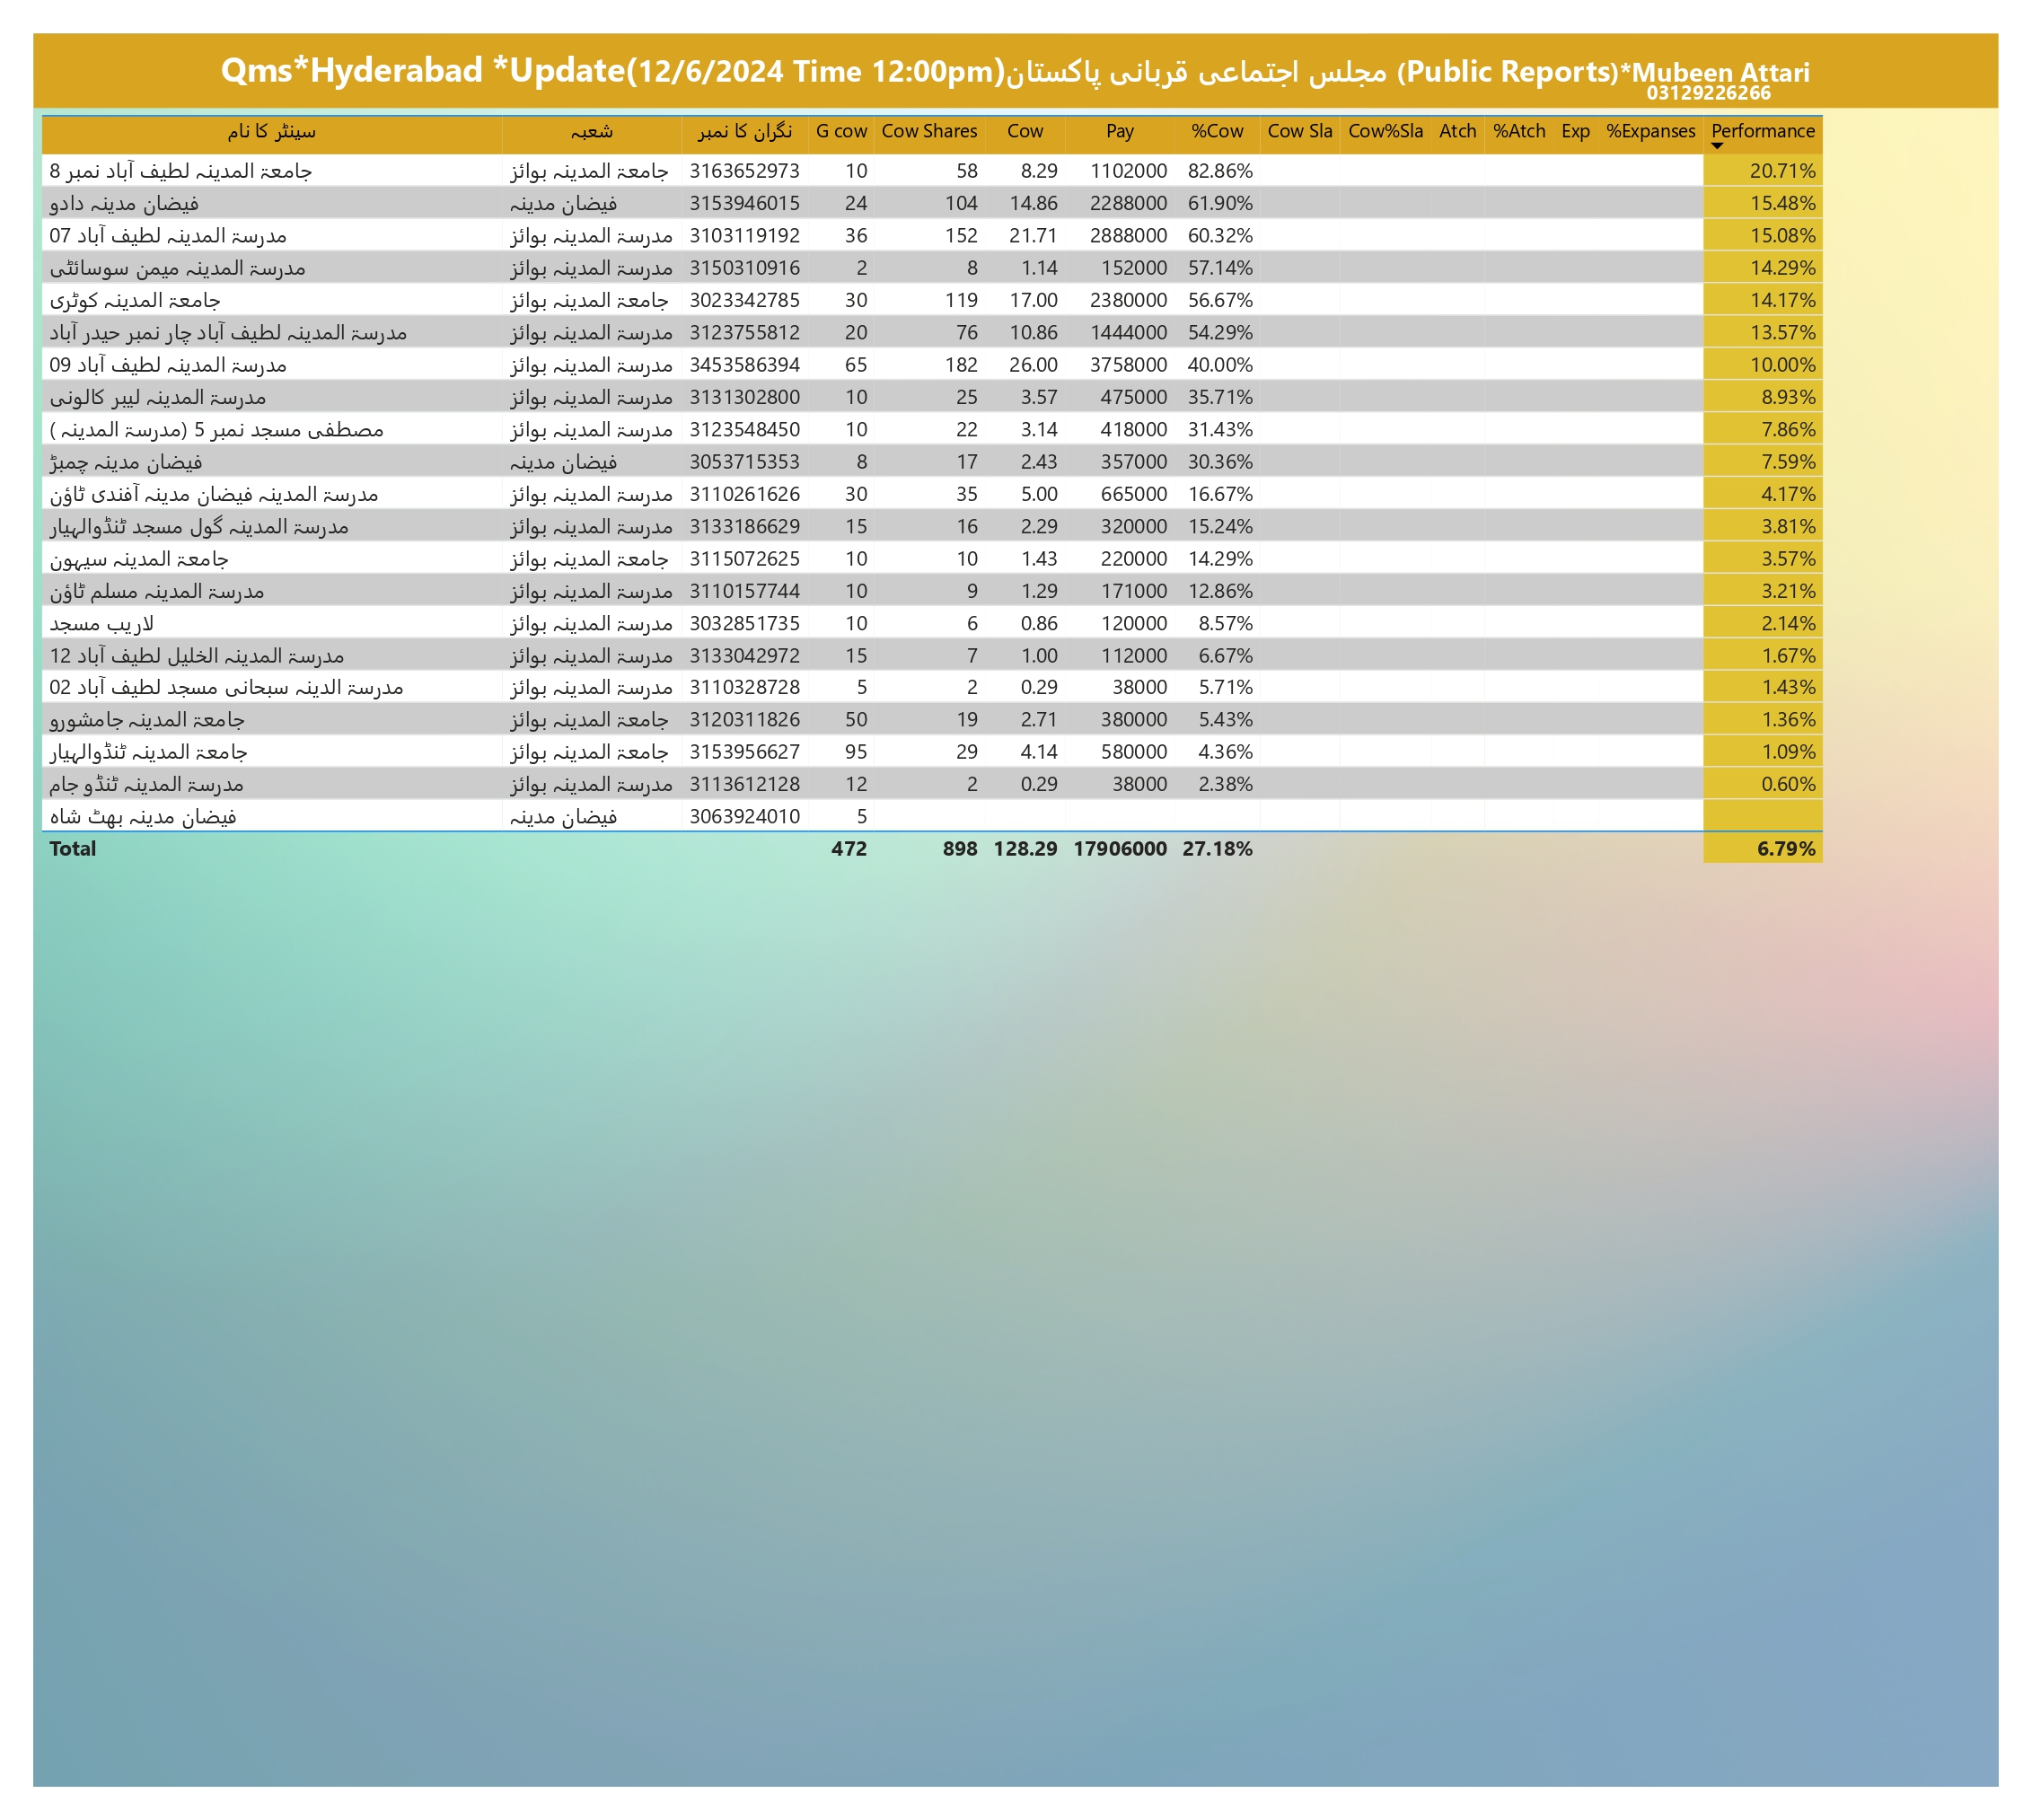 Qms*Hyderabad *Update(12/6/2024 Time 12:00pm)مجلس اجتماعی قربانی پاکستان (Public Reports)*Mubeen Attari
03129226266
سینٹر کا نام شعبہ نگران کا نمبر G cow Cow Shares Cow Pay %Cow Cow Sla Cow%Sla Atch %Atch Exp %Expanses Performance
جامعۃ المدینہ لطیف آباد نمبر 8 جامعۃ المدینہ بوائز 3163652973 10 58 8.29 1102000 82.86% 20.71%
فیضان مدینہ دادو فیضان مدینہ 3153946015 24 104 14.86 2288000 61.90% 15.48%
مدرسۃ المدینہ لطیف آباد 07 مدرسۃ المدینہ بوائز 3103119192 36 152 21.71 2888000 60.32% 15.08%
مدرسۃ المدینہ میمن سوسائٹی مدرسۃ المدینہ بوائز 3150310916 2 8 1.14 152000 57.14% 14.29%
جامعۃ المدینہ کوٹری جامعۃ المدینہ بوائز 3023342785 30 119 17.00 2380000 56.67% 14.17%
مدرسۃ المدینہ لطیف آباد چار نمبر حیدر آباد مدرسۃ المدینہ بوائز 3123755812 20 76 10.86 1444000 54.29% 13.57%
مدرسۃ المدینہ لطیف آباد 09 مدرسۃ المدینہ بوائز 3453586394 65 182 26.00 3758000 40.00% 10.00%
مدرسۃ المدینہ لیبر کالونی مدرسۃ المدینہ بوائز 3131302800 10 25 3.57 475000 35.71% 8.93%
مصطفی مسجد نمبر 5 (مدرسۃ المدینہ ) مدرسۃ المدینہ بوائز 3123548450 10 22 3.14 418000 31.43% 7.86%
فیضان مدینہ چمبڑ فیضان مدینہ 3053715353 8 17 2.43 357000 30.36% 7.59%
مدرسۃ المدینہ فیضان مدینہ آفندی ٹاؤن مدرسۃ المدینہ بوائز 3110261626 30 35 5.00 665000 16.67% 4.17%
مدرسۃ المدینہ گول مسجد ٹنڈوالہیار مدرسۃ المدینہ بوائز 3133186629 15 16 2.29 320000 15.24% 3.81%
جامعۃ المدینہ سیہون جامعۃ المدینہ بوائز 3115072625 10 10 1.43 220000 14.29% 3.57%
مدرسۃ المدینہ مسلم ٹاؤن مدرسۃ المدینہ بوائز 3110157744 10 9 1.29 171000 12.86% 3.21%
لاریب مسجد مدرسۃ المدینہ بوائز 3032851735 10 6 0.86 120000 8.57% 2.14%
مدرسۃ المدینہ الخلیل لطیف آباد 12 مدرسۃ المدینہ بوائز 3133042972 15 7 1.00 112000 6.67% 1.67%
مدرسۃ الدینہ سبحانی مسجد لطیف آباد 02 مدرسۃ المدینہ بوائز 3110328728 5 2 0.29 38000 5.71% 1.43%
جامعۃ المدینہ جامشورو جامعۃ المدینہ بوائز 3120311826 50 19 2.71 380000 5.43% 1.36%
جامعۃ المدینہ ٹنڈوالہیار جامعۃ المدینہ بوائز 3153956627 95 29 4.14 580000 4.36% 1.09%
مدرسۃ المدینہ ٹنڈو جام مدرسۃ المدینہ بوائز 3113612128 12 2 0.29 38000 2.38% 0.60%
فیضان مدینہ بھٹ شاہ فیضان مدینہ 3063924010 5
Total 472 898 128.29 17906000 27.18% 6.79%